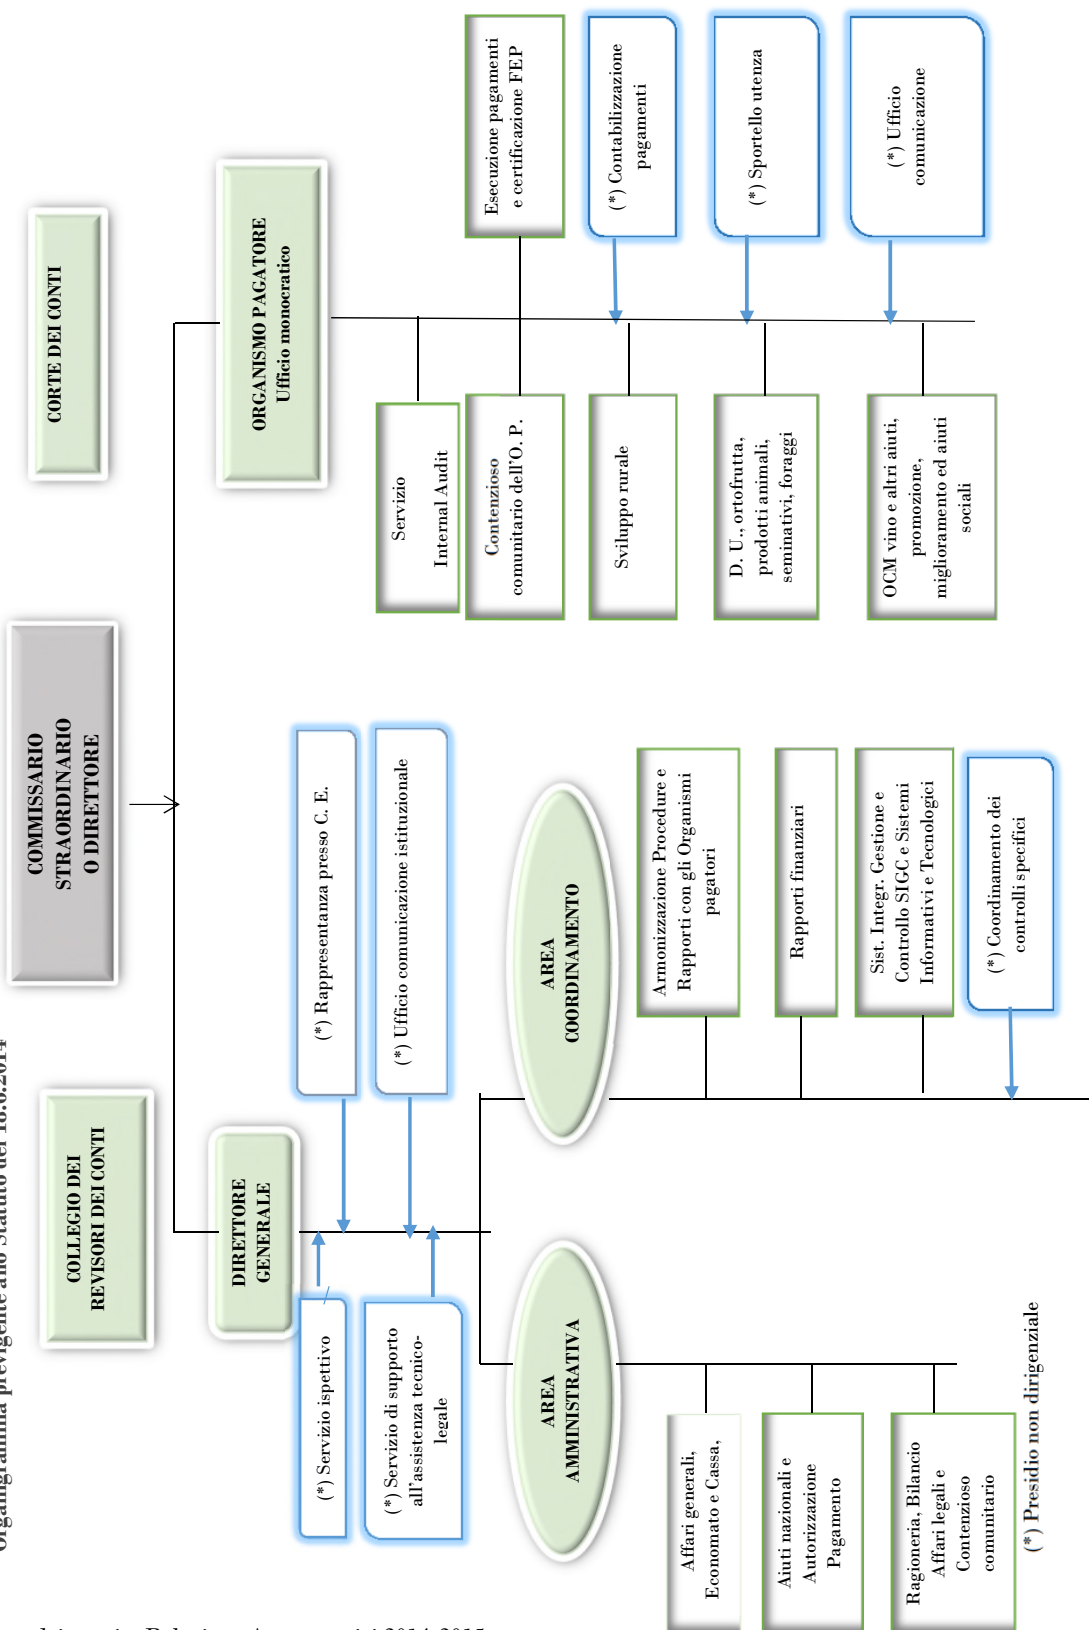 Organigramma previgente allo Statuto del 18.6.2014
COLLEGIO DEI
REVISORI DEI CONTI
COMMISSARIO
STRAORDINARIO
O DIRETTORE
CORTE DEI CONTI
DIRETTORE
GENERALE
ORGANISMO PAGATORE
Ufficio monocratico
(*) Servizio ispettivo
(*) Servizio di supporto
all'assistenza tecnico-
legale
(*) Rappresentanza presso C. E.
(*) Ufficio comunicazione istituzionale
AREA
AMMINISTRATIVA
AREA
COORDINAMENTO
Affari generali,
Economato e Cassa,
Aiuti nazionali e
Autorizzazione
Pagamento
Ragioneria, Bilancio
Affari legali e
Contenzioso
comunitario
Armonizzazione Procedure e
Rapporti con gli Organismi
pagatori
Rapporti finanziari
Sist. Integr. Gestione e
Controllo SIGC e Sistemi
Informativi e Tecnologici
(*) Coordinamento dei
controlli specifici
Servizio
Internal Audit
Contenzioso
comunitario dell'O. P.
Sviluppo rurale
D. U., ortofrutta,
prodotti animali,
seminativi, foraggi
OCM vino e altri aiuti,
promozione,
miglioramento ed aiuti
sociali
Esecuzione pagamenti
e certificazione FEP
(*) Contabilizzazione
pagamenti
(*) Sportello utenza
(*) Ufficio
comunicazione
(*) Presidio non dirigenziale